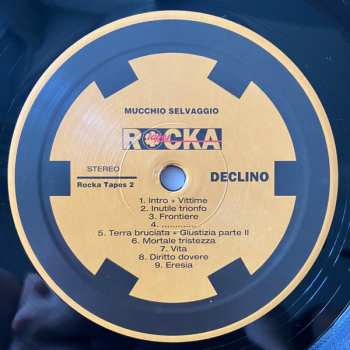 MUCCHIO SELVAGGIO
ROCKA
tapes
STEREO
Rocka Tapes 2
DECLINO
1. Intro + Vittime
2. Inutile trionfo
3. Frontiere
4. ..............
5. Terra bruciata + Giustizia parte II
6. Mortale tristezza
7. Vita
8. Diritto dovere
9. Eresia